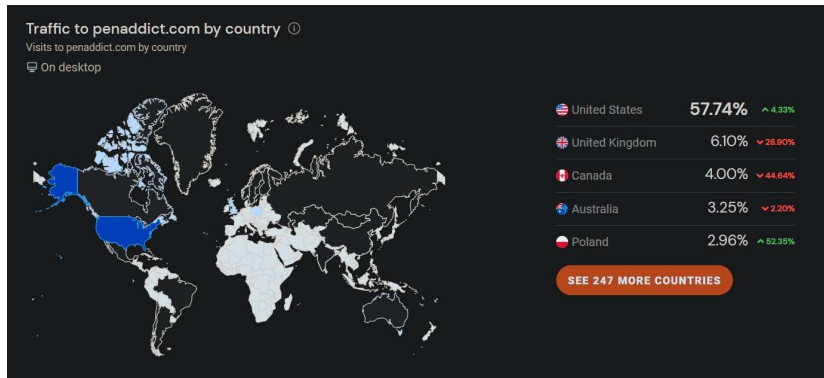 Traffic to penaddict.com by country
Visits to penaddict.com by country
On desktop
United States 57.74% 4.33%
United Kingdom 6.10% 26.90%
Canada 4.00% 44.64%
Australia 3.25% 2.20%
Poland 2.96% 52.35%
SEE 247 MORE COUNTRIES